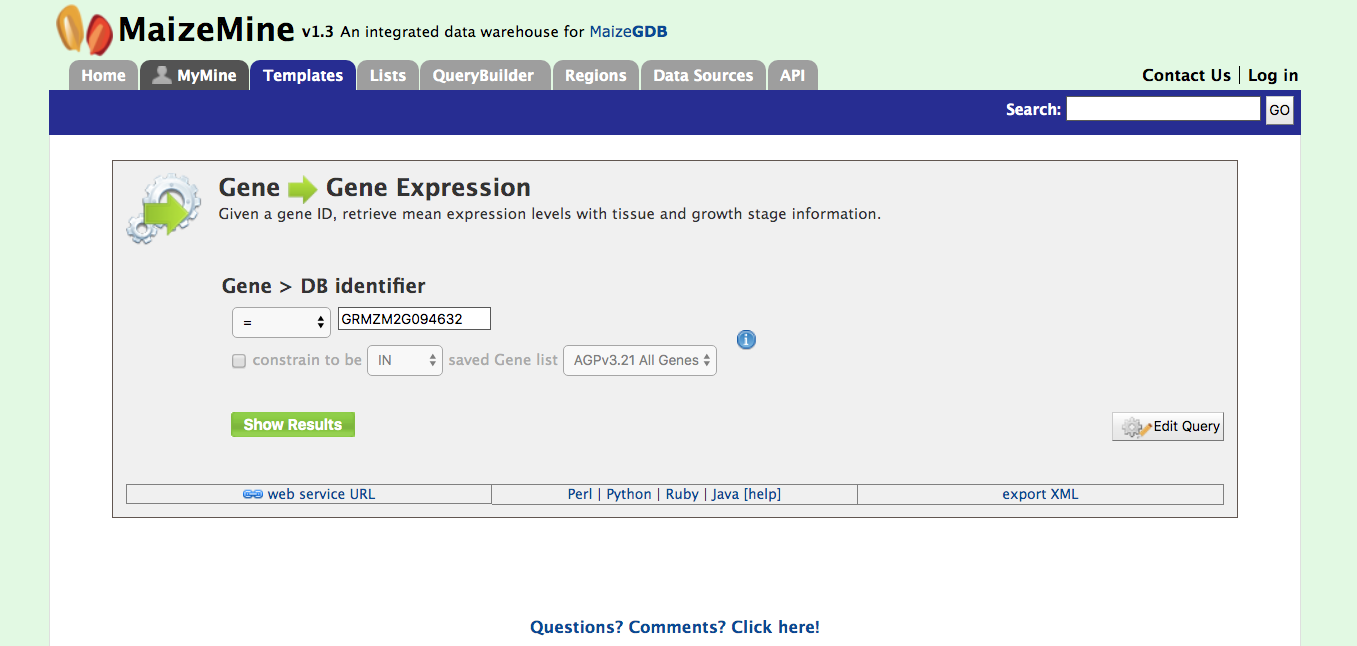 MaizeMine v1.3 An integrated data warehouse for MaizeGDB
Home MyMine Templates Lists QueryBuilder Regions Data Sources API Contact Us | Log in
Search: GO
Gene Gene Expression
Given a gene ID, retrieve mean expression levels with tissue and growth stage information.
Gene > DB identifier
= GRMZM2G094632
constrain to be IN saved Gene list AGPv3.21 All Genes
i
Show Results Edit Query
web service URL Perl | Python | Ruby | Java [help] export XML
Questions? Comments? Click here!